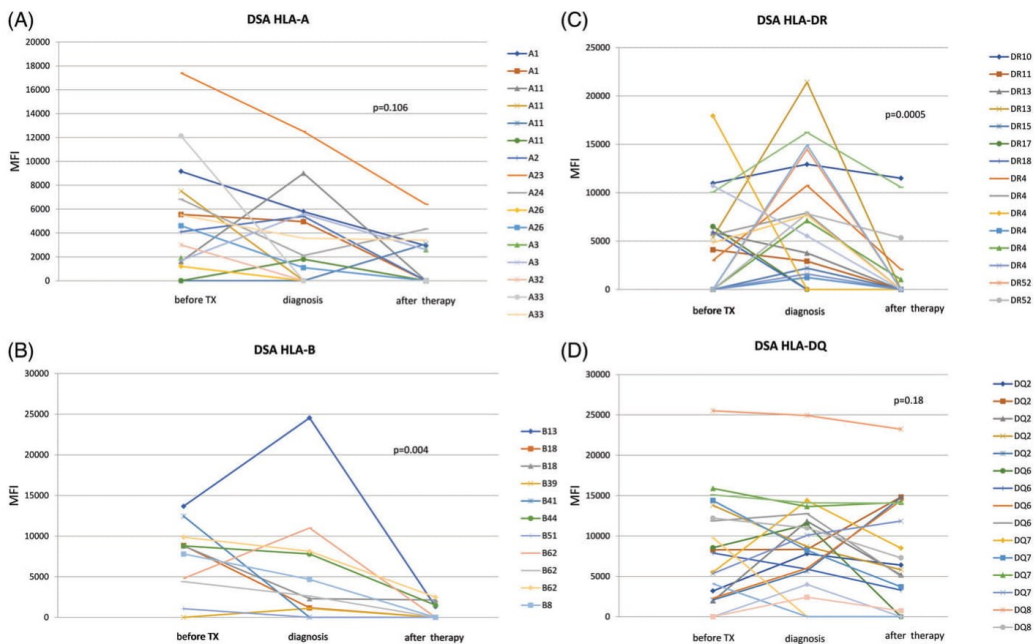 (A)
DSA HLA-A
MFI
20000
18000
16000
14000
12000
10000
8000
6000
4000
2000
0
before TX
diagnosis
after therapy
p=0.106
A1
A1
A11
A11
A11
A11
A2
A23
A24
A26
A26
A3
A3
A32
A33
A33
(B)
DSA HLA-B
MFI
30000
25000
20000
15000
10000
5000
0
before TX
diagnosis
after therapy
p=0.004
B13
B18
B18
B39
B41
B44
B51
B62
B62
B62
B8
(C)
DSA HLA-DR
MFI
25000
20000
15000
10000
5000
0
before TX
diagnosis
after therapy
p=0.0005
DR10
DR11
DR13
DR13
DR15
DR17
DR18
DR4
DR4
DR4
DR4
DR4
DR4
DR52
DR52
(D)
DSA HLA-DQ
MFI
30000
25000
20000
15000
10000
5000
0
before TX
diagnosis
after therapy
p=0.18
DQ2
DQ2
DQ2
DQ2
DQ2
DQ6
DQ6
DQ6
DQ6
DQ7
DQ7
DQ7
DQ7
DQ8
DQ8